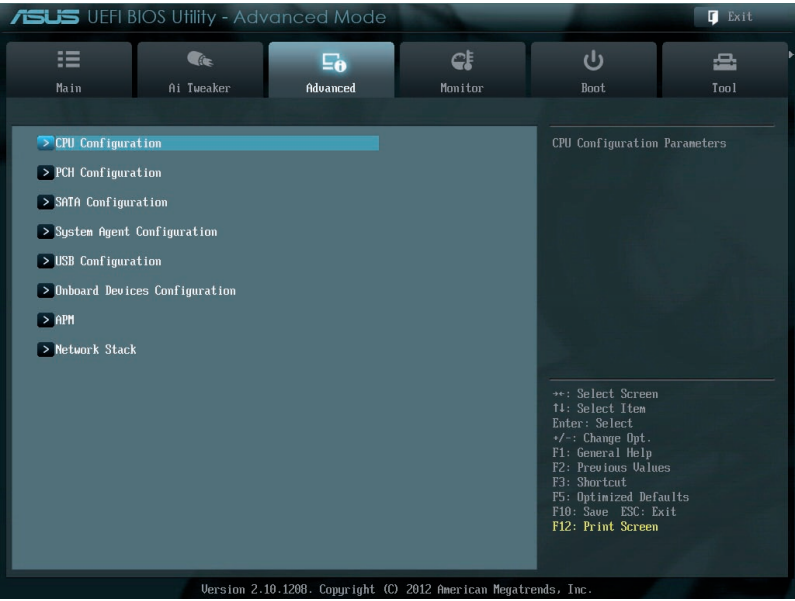 ASUS UEFI BIOS Utility - Advanced Mode
Exit
Main
Ai Tweaker
Advanced
Monitor
Boot
Tool
> CPU Configuration
> PCH Configuration
> SATA Configuration
> System Agent Configuration
> USB Configuration
> Onboard Devices Configuration
> APM
> Network Stack
CPU Configuration Parameters
→←: Select Screen
↑↓: Select Item
Enter: Select
+/-: Change Opt.
F1: General Help
F2: Previous Values
F3: Shortcut
F5: Optimized Defaults
F10: Save ESC: Exit
F12: Print Screen
Version 2.10.1208. Copyright (C) 2012 American Megatrends, Inc.